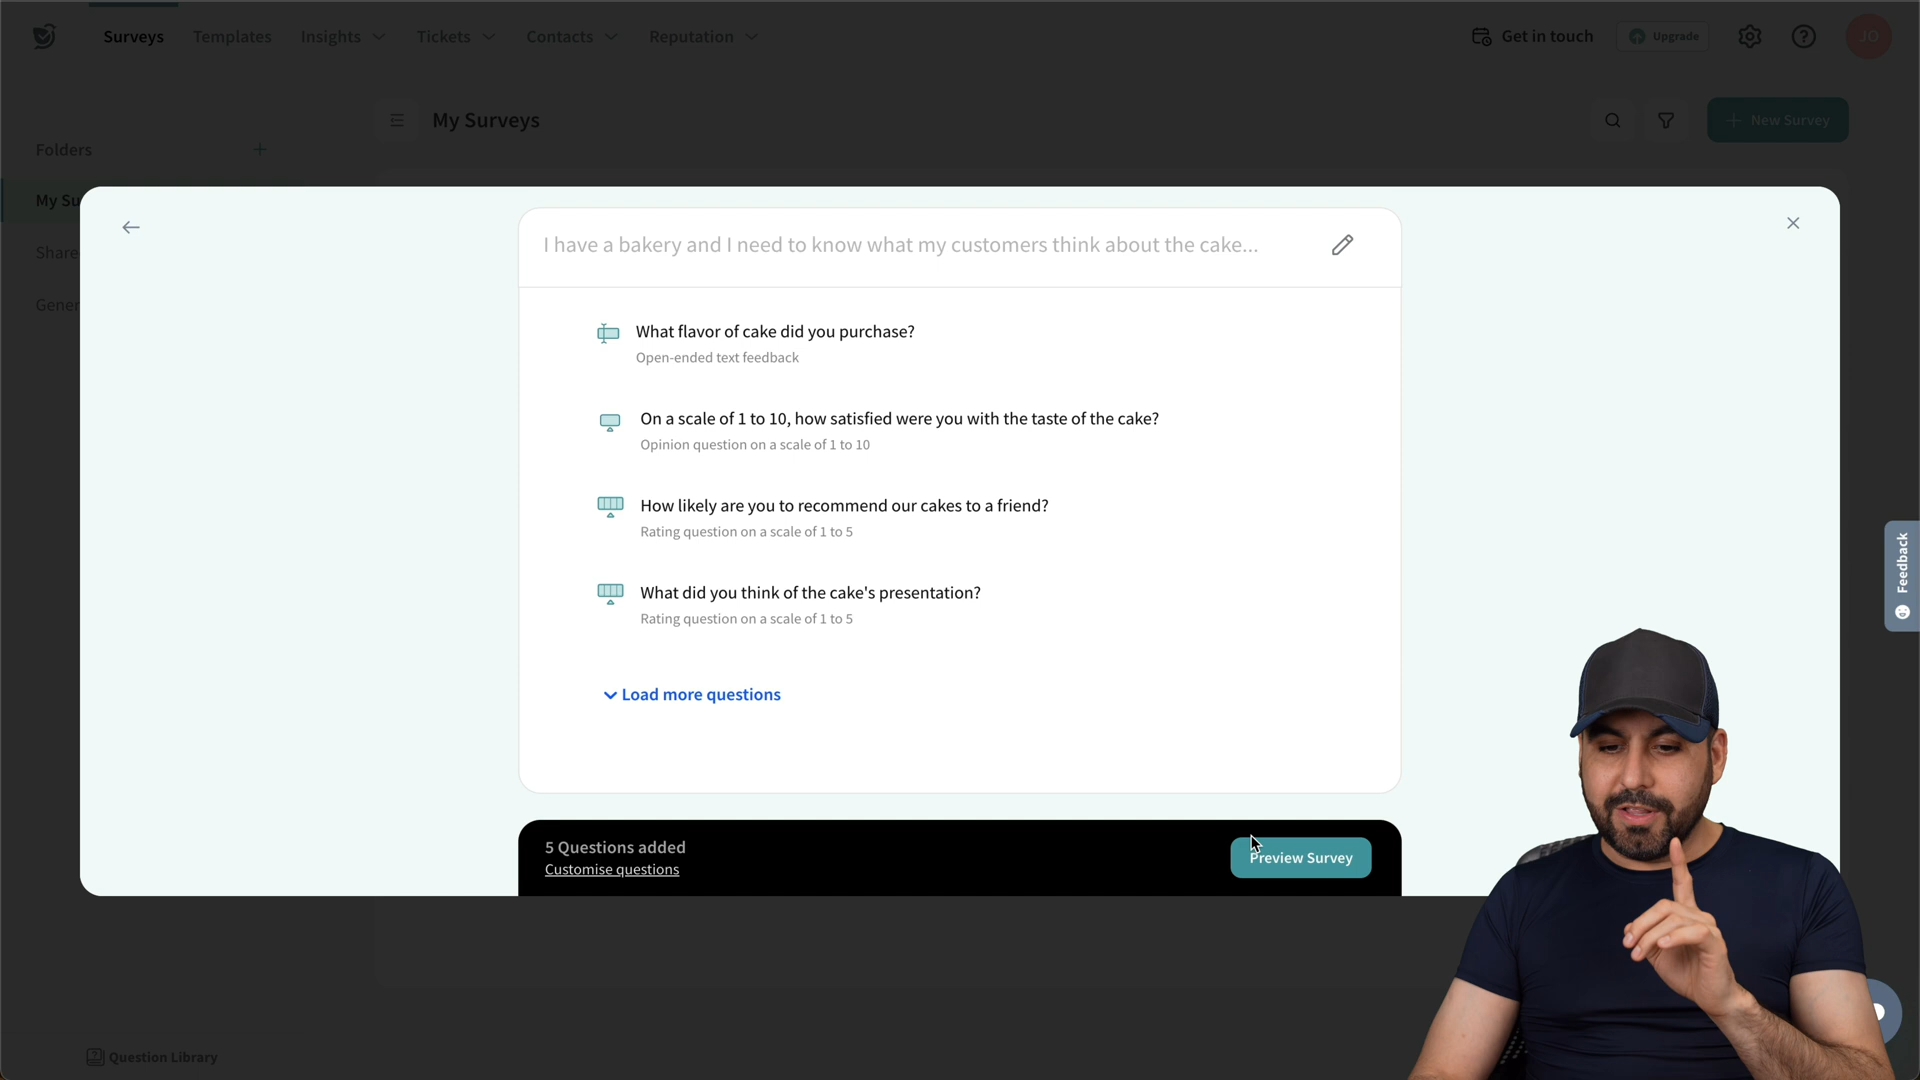 Surveys
Templates
Insights
Tickets
Contacts
Reputation
Get in touch
Upgrade
JO
Folders
My Surveys
New Survey
My Su
Share
Gener
I have a bakery and I need to know what my customers think about the cake...
What flavor of cake did you purchase?
Open-ended text feedback
On a scale of 1 to 10, how satisfied were you with the taste of the cake?
Opinion question on a scale of 1 to 10
How likely are you to recommend our cakes to a friend?
Rating question on a scale of 1 to 5
What did you think of the cake's presentation?
Rating question on a scale of 1 to 5
Load more questions
5 Questions added
Customise questions
Preview Survey
Feedback
Question Library